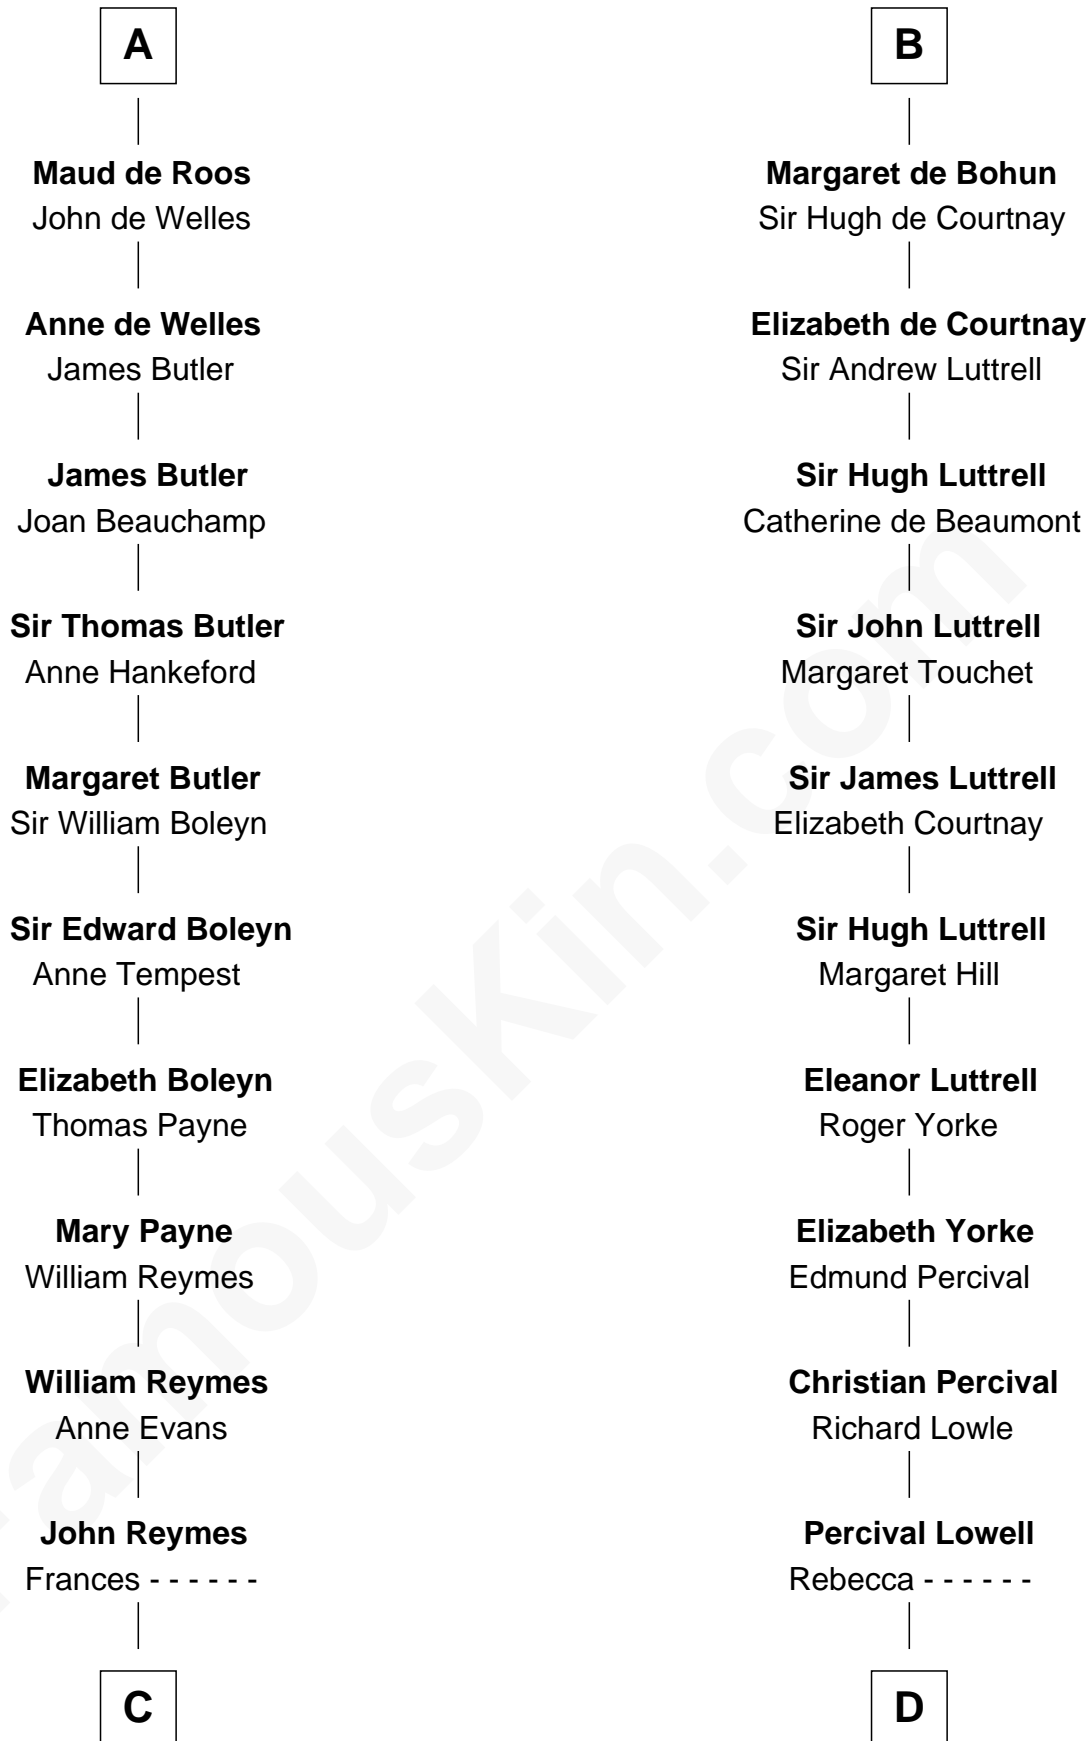 A
Maud de Roos
John de Welles
Anne de Welles
James Butler
James Butler
Joan Beauchamp
Sir Thomas Butler
Anne Hankeford
Margaret Butler
Sir William Boleyn
Sir Edward Boleyn
Anne Tempest
Elizabeth Boleyn
Thomas Payne
Mary Payne
William Reymes
William Reymes
Anne Evans
John Reymes
Frances - - - - - -
C
B
Margaret de Bohun
Sir Hugh de Courtnay
Elizabeth de Courtnay
Sir Andrew Luttrell
Sir Hugh Luttrell
Catherine de Beaumont
Sir John Luttrell
Margaret Touchet
Sir James Luttrell
Elizabeth Courtnay
Sir Hugh Luttrell
Margaret Hill
Eleanor Luttrell
Roger Yorke
Elizabeth Yorke
Edmund Percival
Christian Percival
Richard Lowle
Percival Lowell
Rebecca - - - - - -
D
FamousKin.com